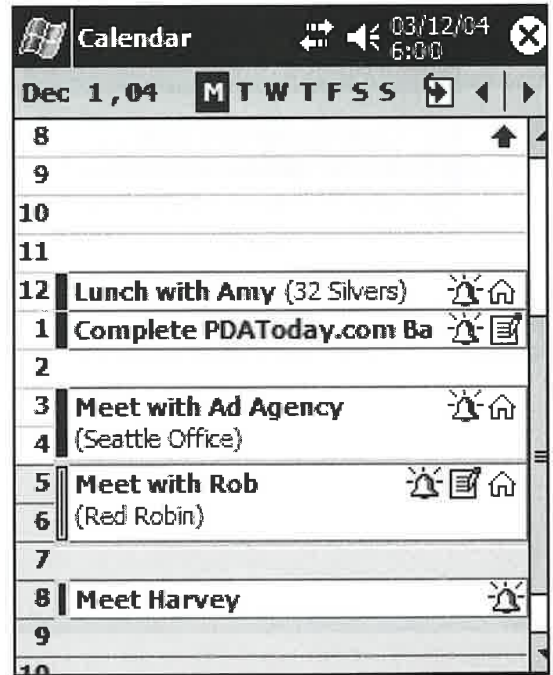 Calendar 03/12/04
6:00
Dec 1,04 M T W T F S S
8
9
10
11
12 Lunch with Amy (32 Silvers)
1 Complete PDAToday.com Ba
2
3 Meet with Ad Agency
4 (Seattle Office)
5 Meet with Rob
6 (Red Robin)
7
8 Meet Harvey
9
10